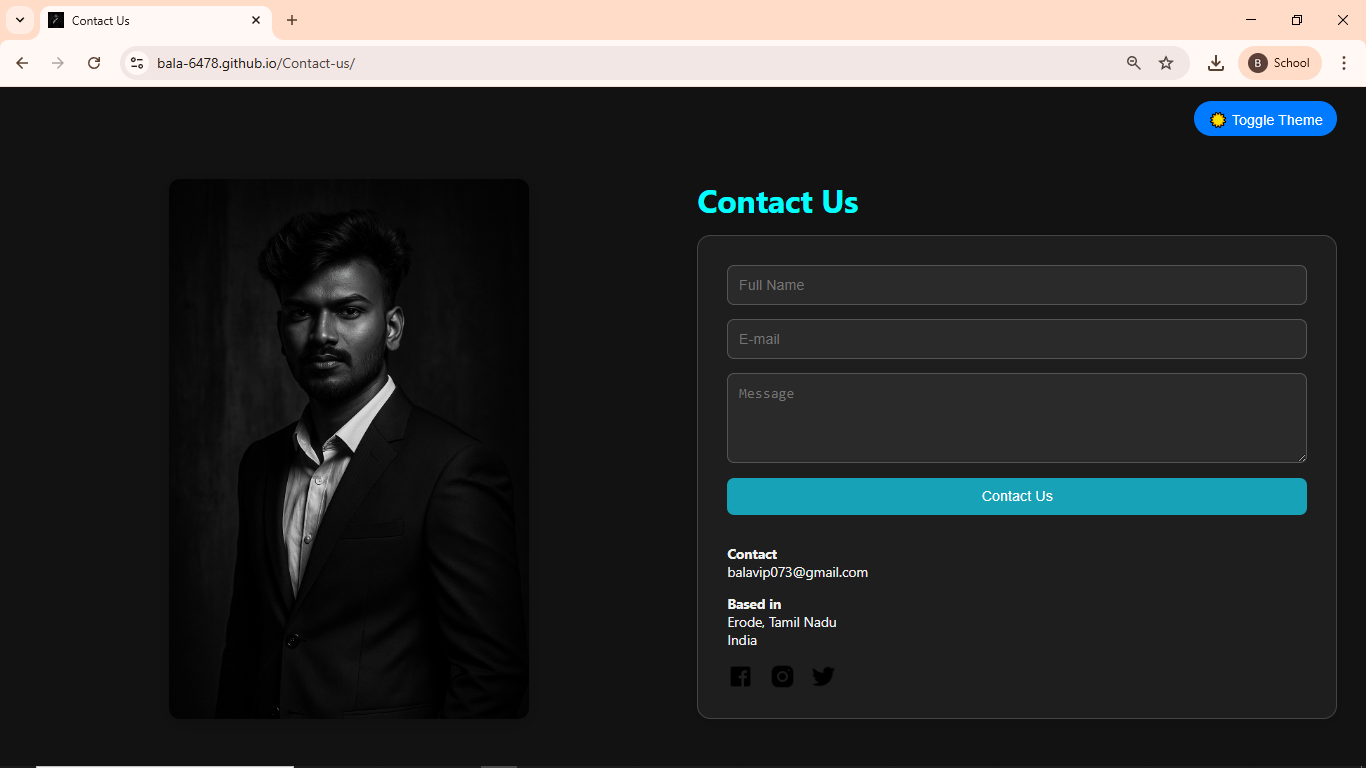 Contact Us
bala-6478.github.io/Contact-us/
B
School
Toggle Theme
Contact Us
Full Name
E-mail
Message
Contact Us
Contact
balavip073@gmail.com
Based in
Erode, Tamil Nadu
India